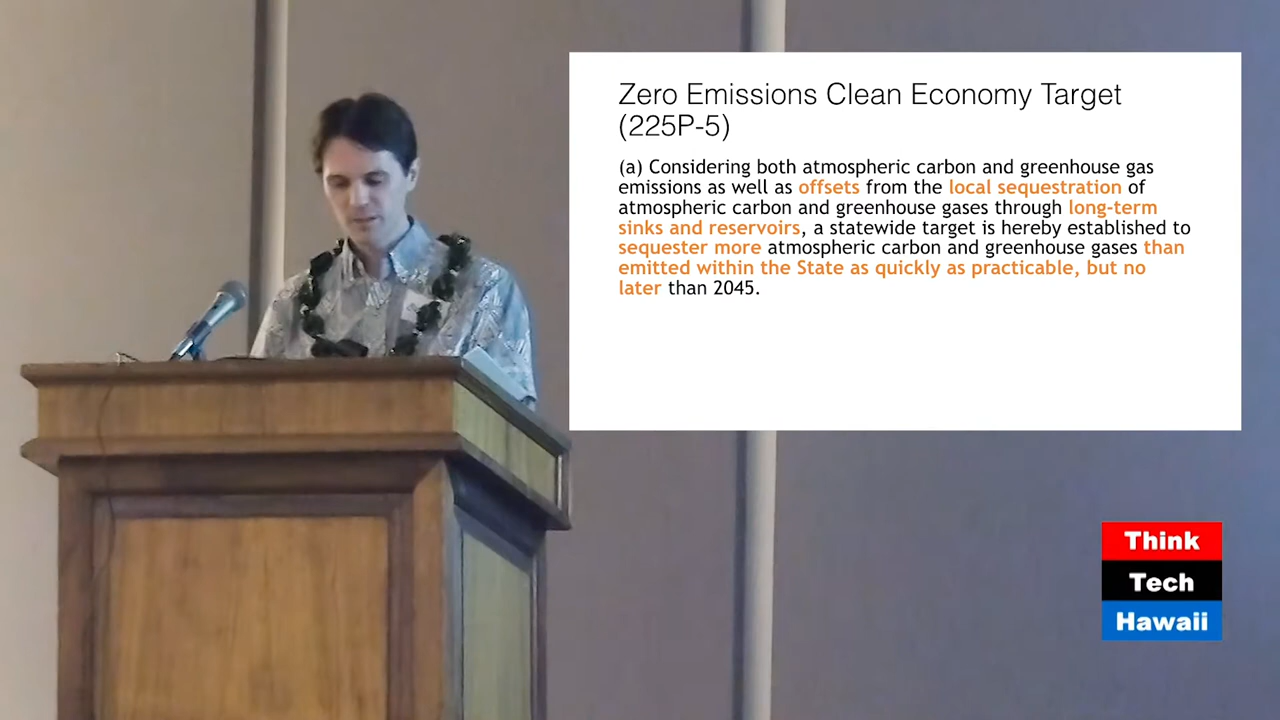 Zero Emissions Clean Economy Target
(225P-5)
(a) Considering both atmospheric carbon and greenhouse gas
emissions as well as offsets from the local sequestration of
atmospheric carbon and greenhouse gases through long-term
sinks and reservoirs, a statewide target is hereby established to
sequester more atmospheric carbon and greenhouse gases than
emitted within the State as quickly as practicable, but no
later than 2045.
Think
Tech
Hawaii